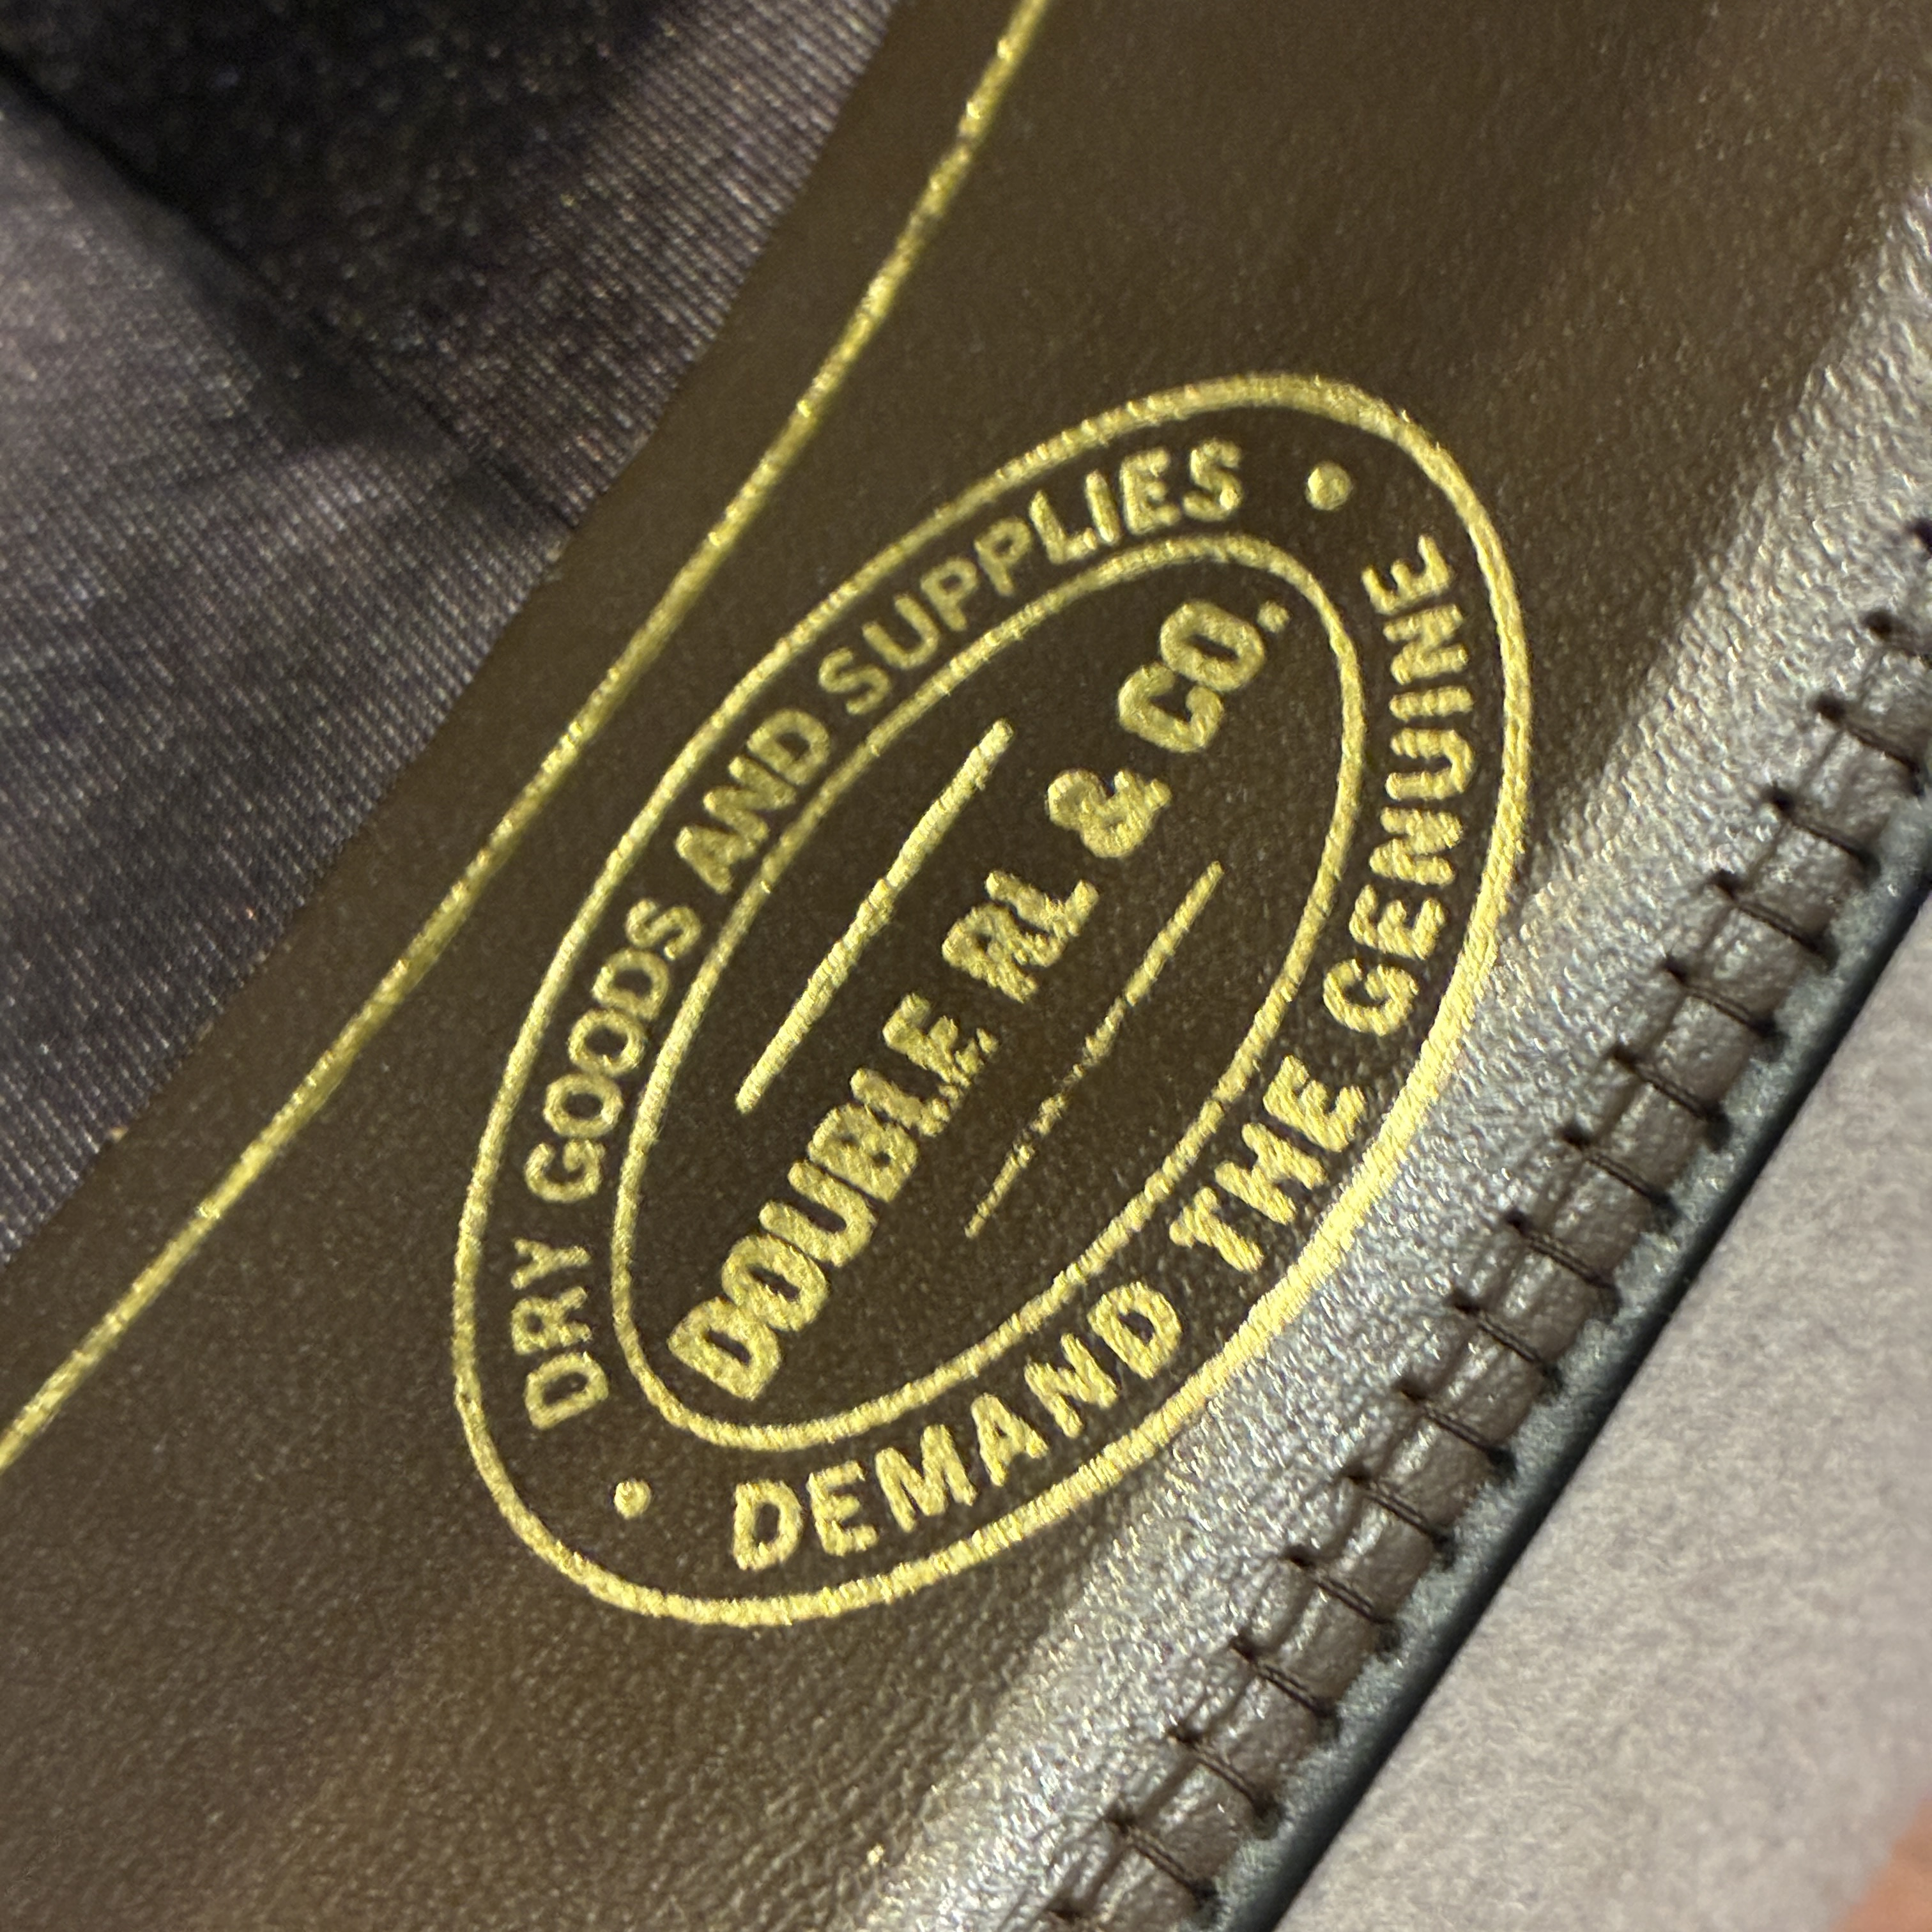 DRY GOODS AND SUPPLIES
DOUBLE RL & CO.
• DEMAND THE GENUINE •